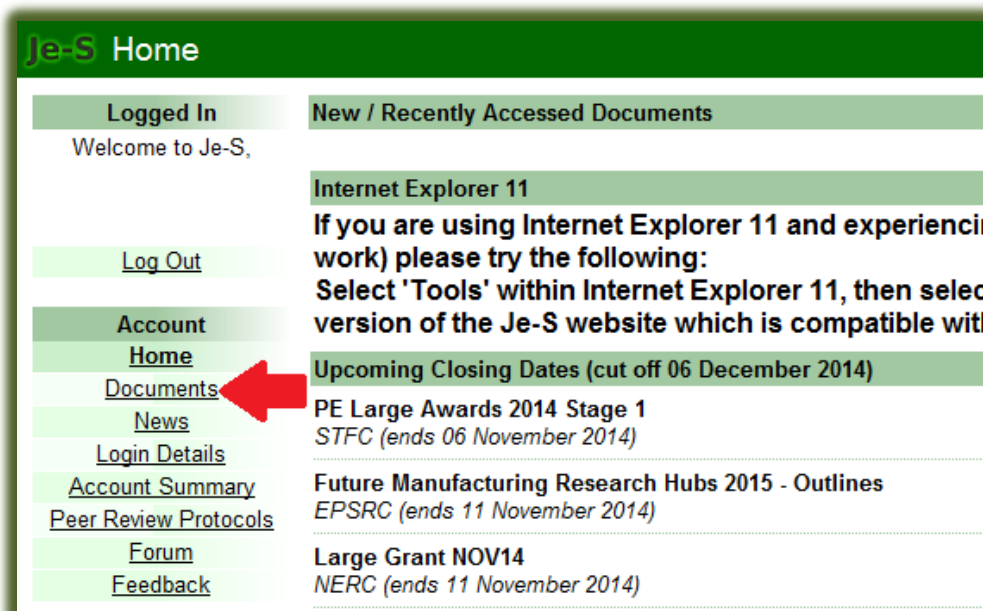 Je-S Home
Logged In
Welcome to Je-S,
Log Out
Account
Home
Documents
News
Login Details
Account Summary
Peer Review Protocols
Forum
Feedback
New / Recently Accessed Documents
Internet Explorer 11
If you are using Internet Explorer 11 and
work) please try the following:
Select 'Tools' within Internet Explorer 11, then
version of the Je-S website which is compatible
Upcoming Closing Dates (cut off 06 December 2014)
PE Large Awards 2014 Stage 1
STFC (ends 06 November 2014)
Future Manufacturing Research Hubs 2015 - Outlines
EPSRC (ends 11 November 2014)
Large Grant NOV14
NERC (ends 11 November 2014)